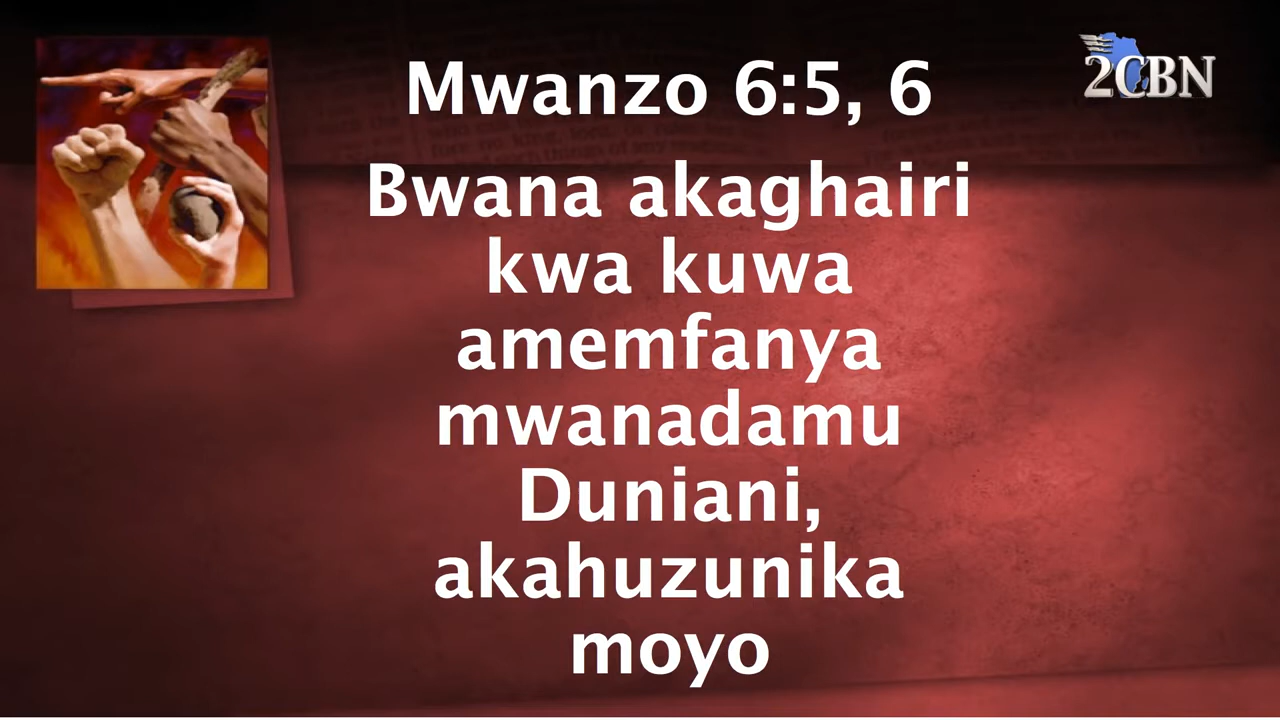 Mwanzo 6:5, 6
2CBN
Bwana akaghairi
kwa kuwa
amemfanya
mwanadamu
Duniani,
akahuzunika
moyo